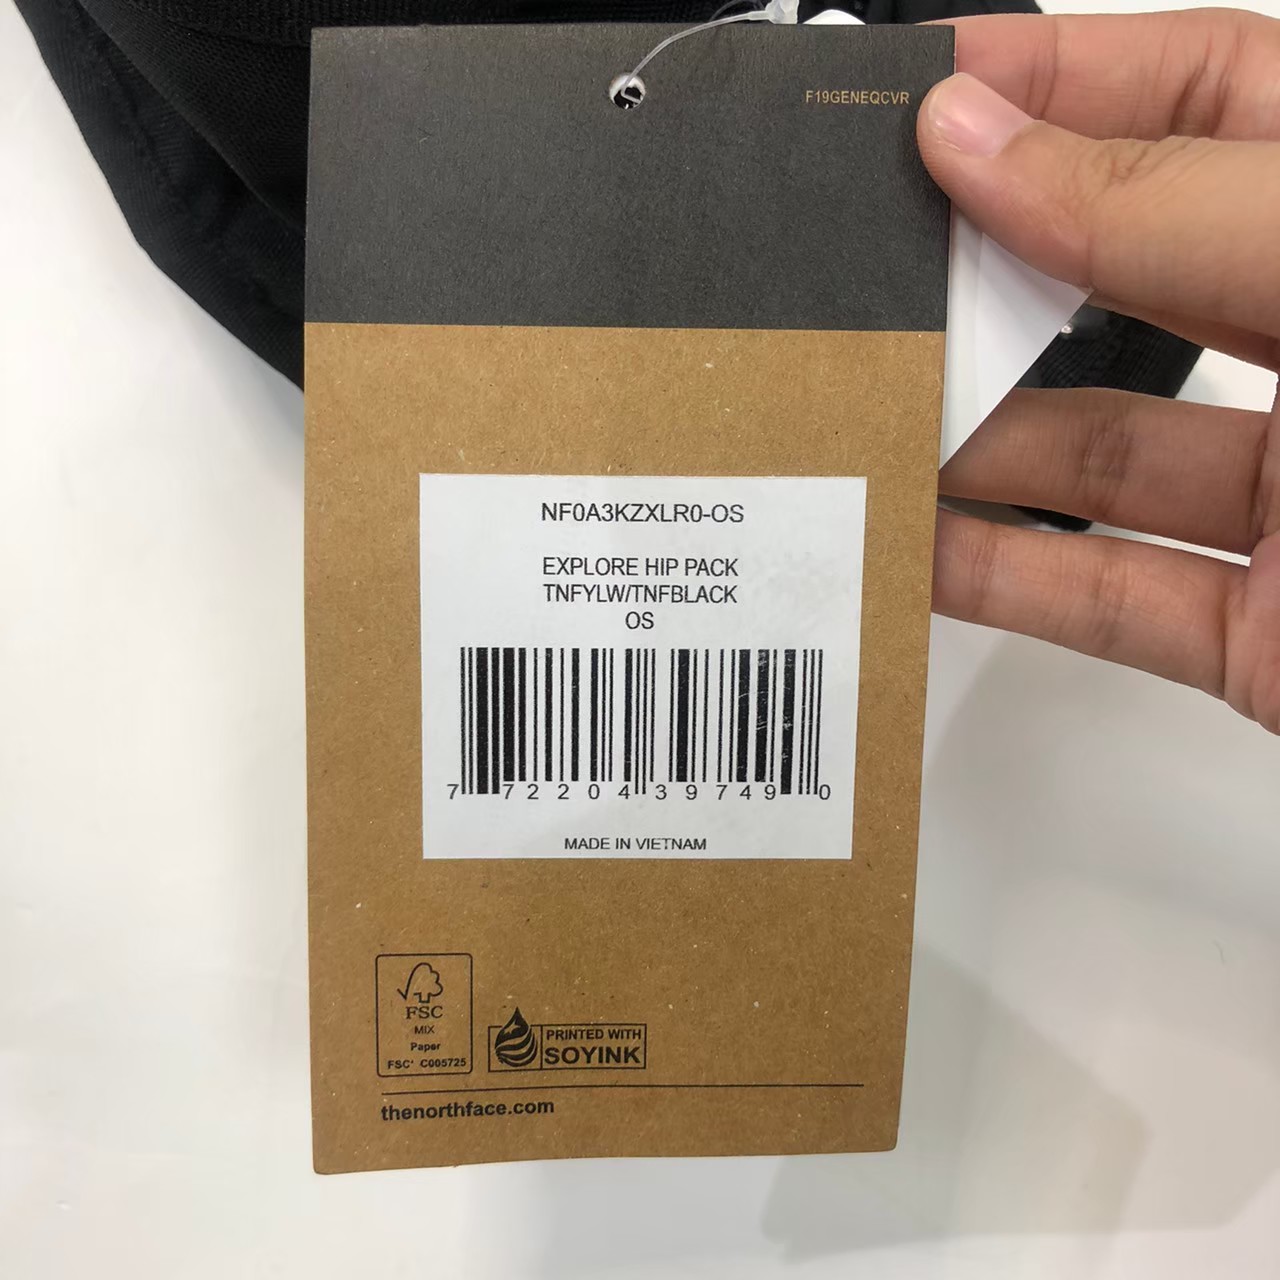 F19GENEQCVR
NF0A3KZXLR0-OS
EXPLORE HIP PACK
TNFYLW/TNFBLACK
OS
7 72204 39749 0
MADE IN VIETNAM
FSC
MIX
Paper
FSC® C005725
PRINTED WITH
SOYINK
thenorthface.com